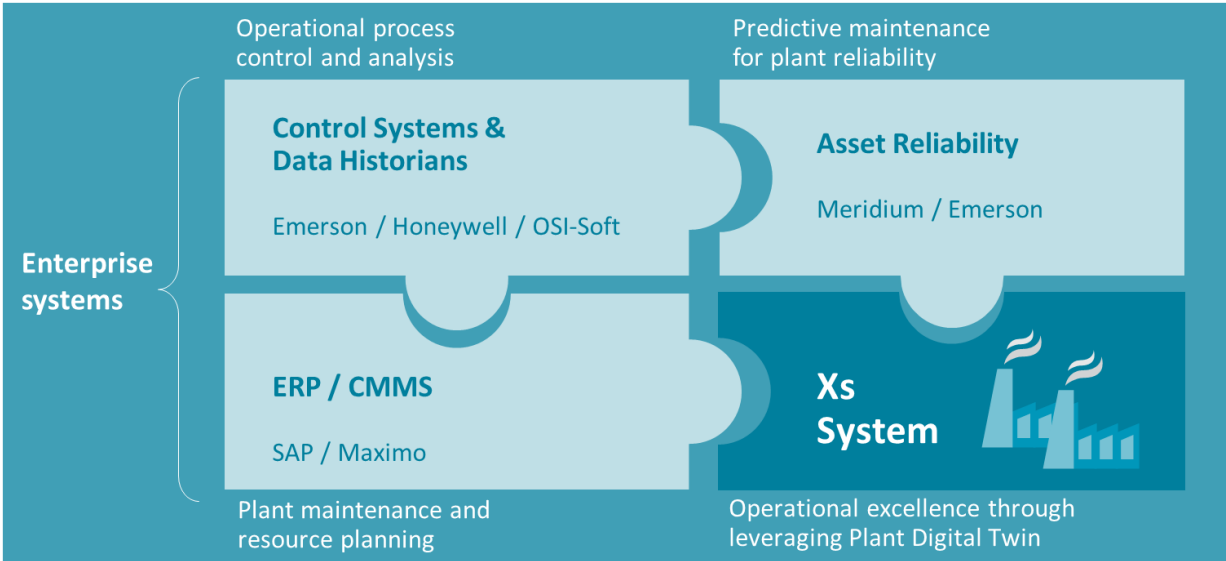 Operational process
control and analysis
Predictive maintenance
for plant reliability
Control Systems &
Data Historians
Emerson / Honeywell / OSI-Soft
Asset Reliability
Meridium / Emerson
Enterprise
systems
ERP / CMMS
SAP / Maximo
Xs
System
Plant maintenance and
resource planning
Operational excellence through
leveraging Plant Digital Twin